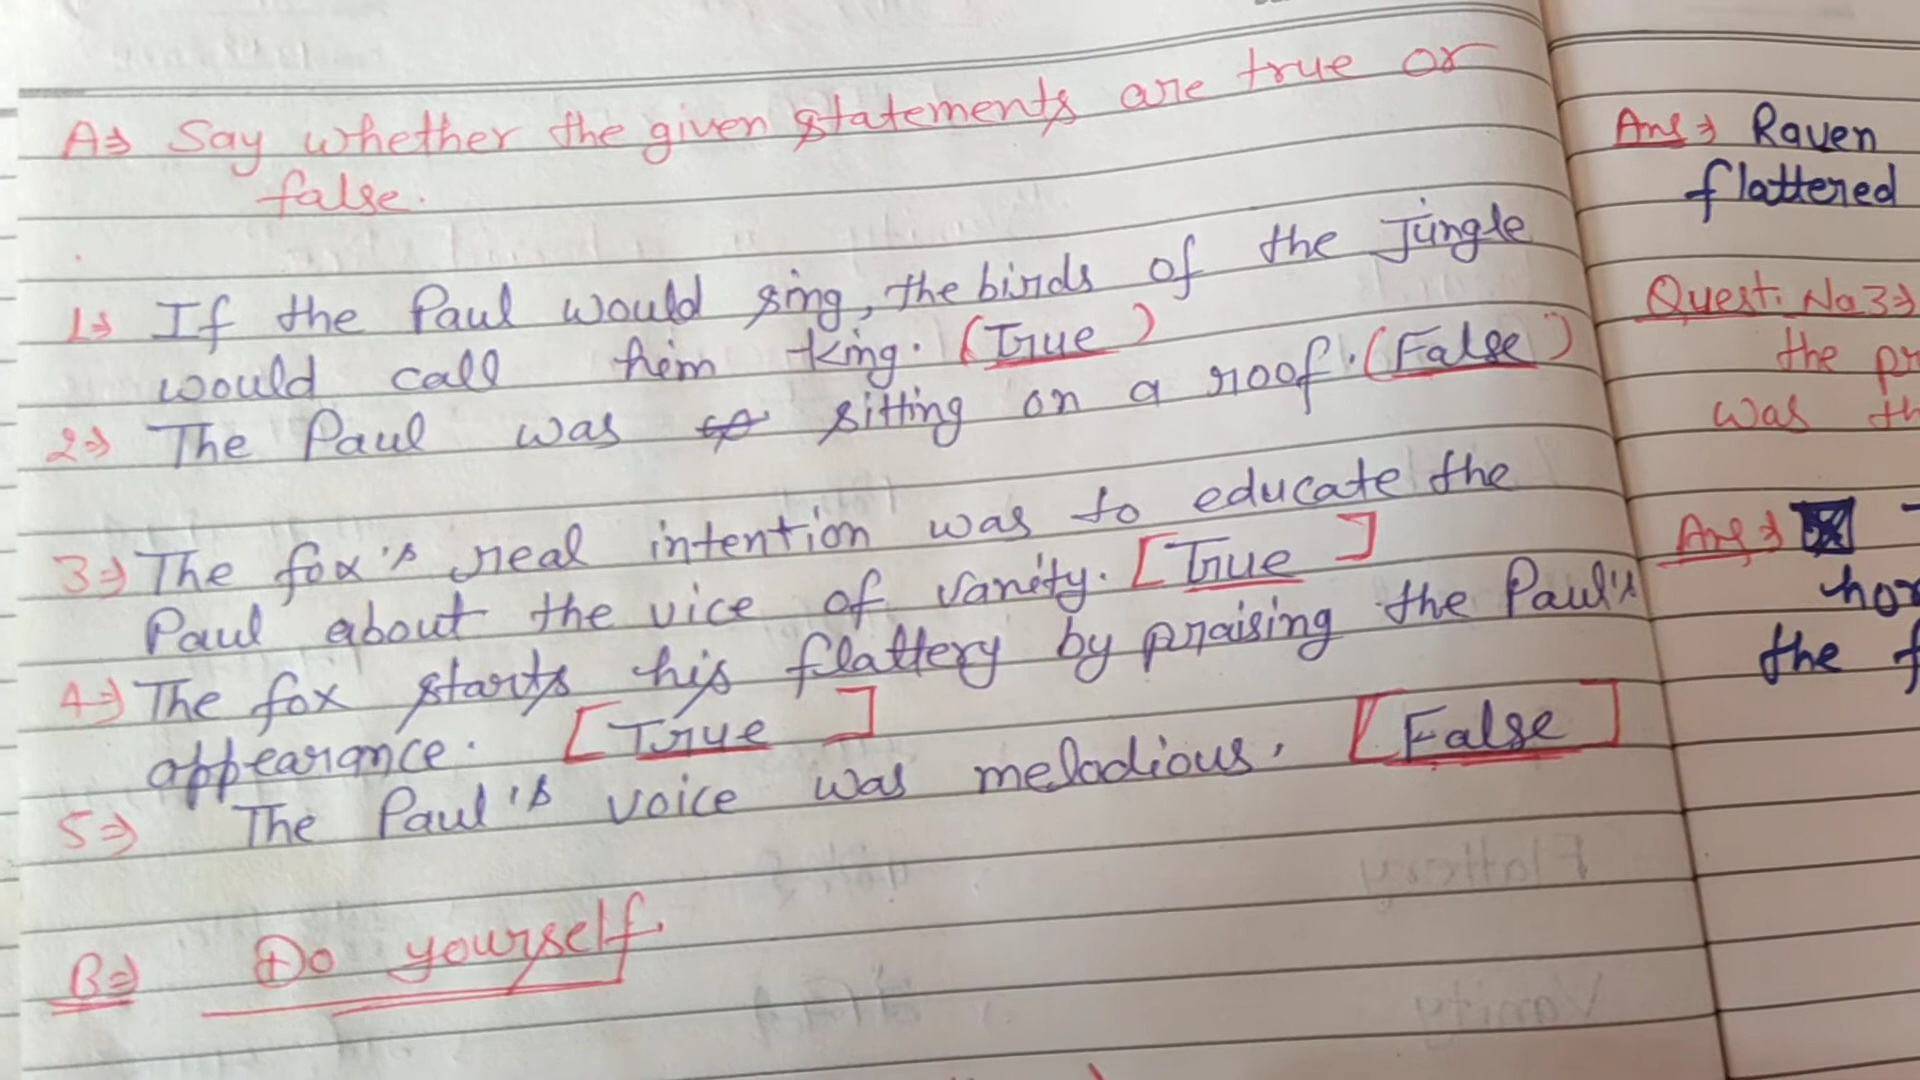 A⇒ Say whether the given statements are true or
false.
1⇒ If the Paul would sing, the birds of the Jungle
would call him king. (True)
2⇒ The Paul was sitting on a roof. (False)
3⇒ The fox's real intention was to educate the
Paul about the vice of vanity. [True]
4⇒ The fox starts his flattery by praising the Paul's
appearance. [True]
5⇒ The Paul's voice was melodious. [False]
B⇒ Do yourself.
Ans⇒ Raven
flattered
Quest. No 3⇒
the pr
was th
Ans⇒
hor
the f